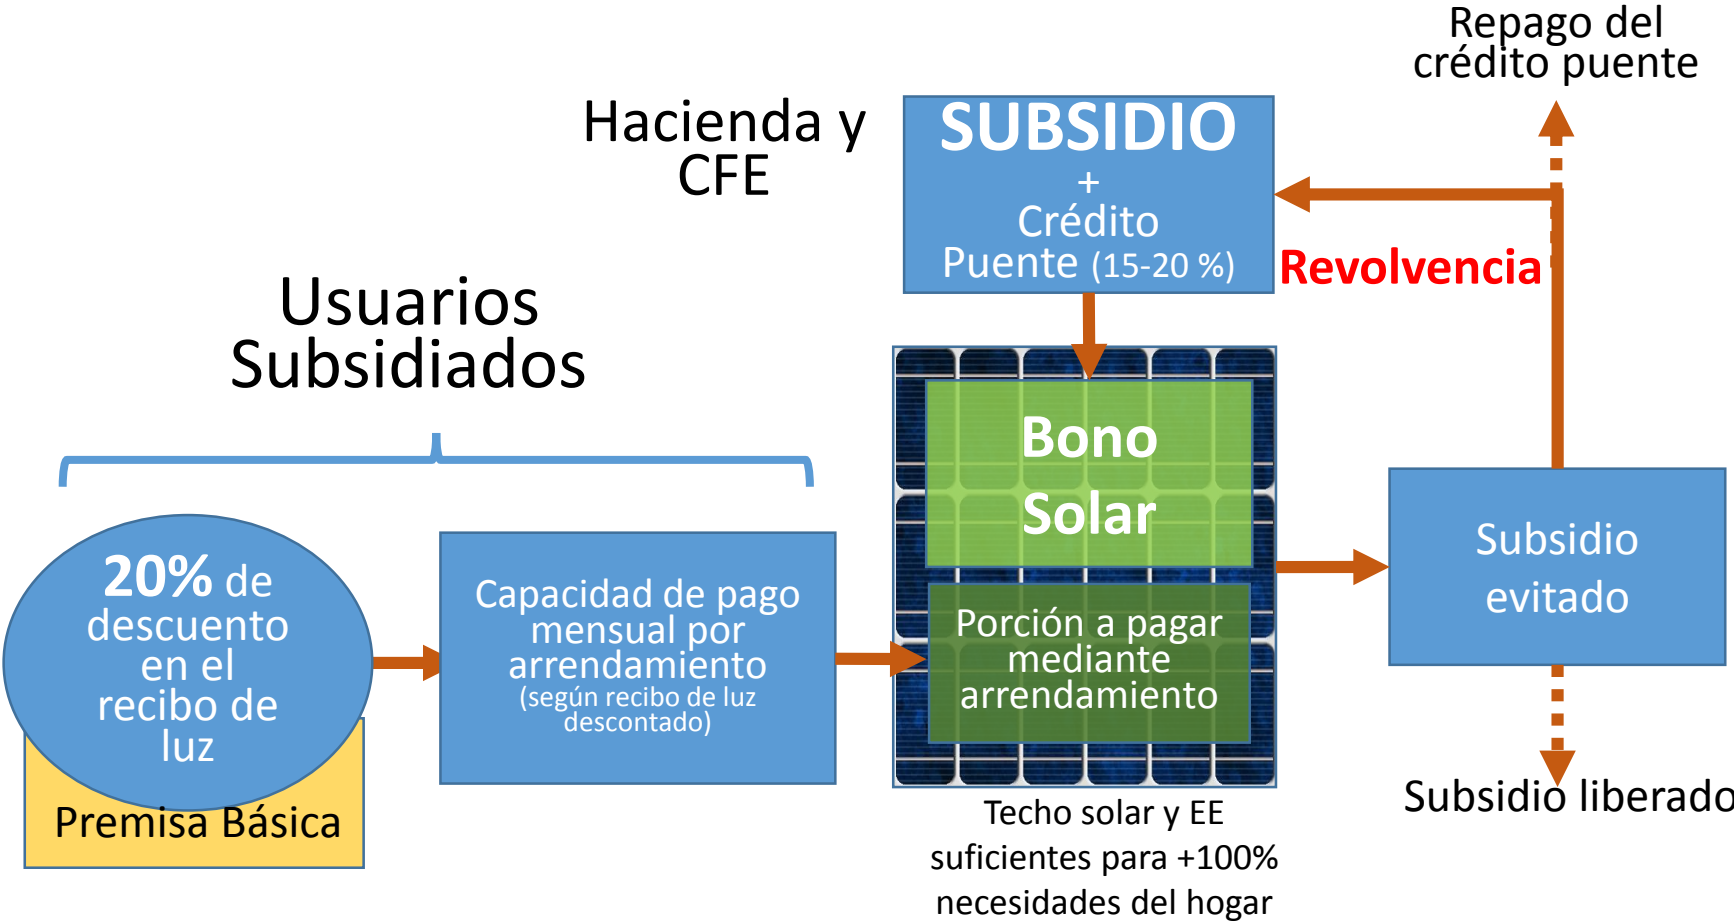 Repago del
crédito puente
Hacienda y
CFE
SUBSIDIO
+
Crédito
Puente (15-20 %)
Revolvencia
Usuarios
Subsidiados
Bono
Solar
20% de
descuento
en el
recibo de
luz
Premisa Básica
Capacidad de pago
mensual por
arrendamiento
(según recibo de luz
descontado)
Porción a pagar
mediante
arrendamiento
Subsidio
evitado
Subsidio liberado
Techo solar y EE
suficientes para +100%
necesidades del hogar